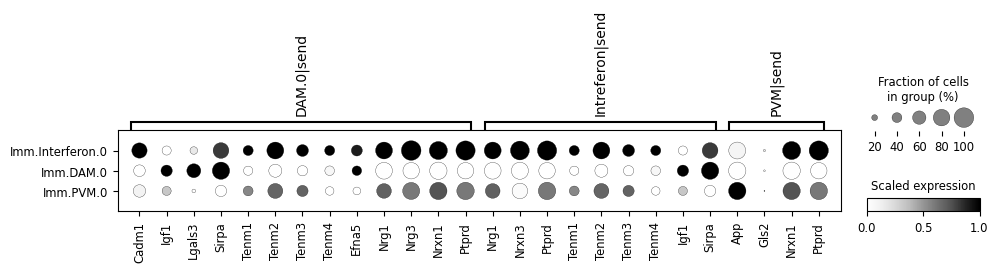 DAM.0|send
Intreferon|send
PVM|send
Imm.Interferon.0
Imm.DAM.0
Imm.PVM.0
Cadm1
Igf1
Lgals3
Sirpa
Tenm1
Tenm2
Tenm3
Tenm4
Efna5
Nrg1
Nrg3
Nrxn1
Ptprd
Nrg1
Nrxn3
Ptprd
Tenm1
Tenm2
Tenm3
Tenm4
Igf1
Sirpa
App
Gls2
Nrxn1
Ptprd
Fraction of cells
in group (%)
20 40 60 80 100
Scaled expression
0.0 0.5 1.0